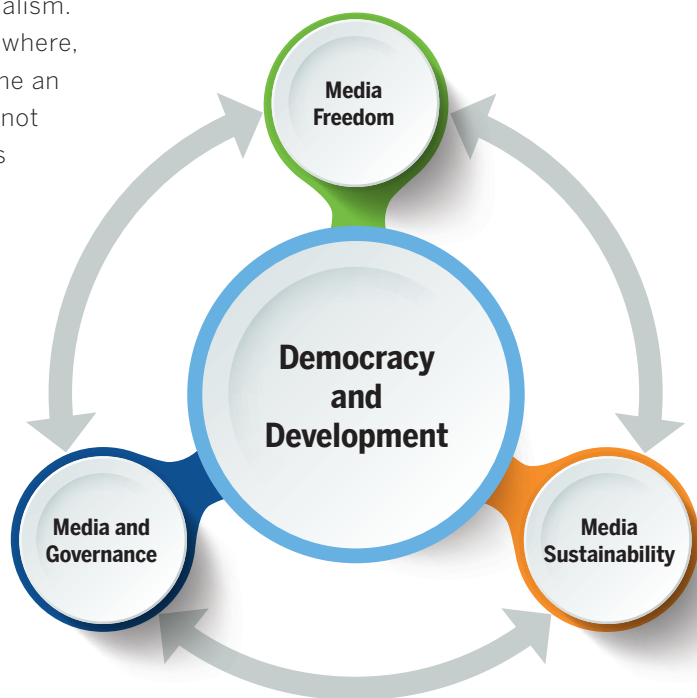 alism.
where,
ne an
not
s
Media
Freedom
Democracy
and
Development
Media and
Governance
Media
Sustainability